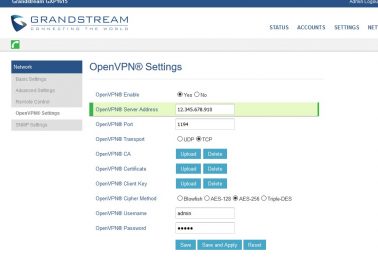 Grandstream GXP1615
Admin Logout
GRANDSTREAM
CONNECTING THE WORLD
STATUS ACCOUNTS SETTINGS NET
Network
OpenVPN® Settings
Basic Settings
Advanced Settings
Remote Control
OpenVPN® Settings
SNMP Settings
OpenVPN® Enable Yes No
OpenVPN® Server Address 12.345.678.910
OpenVPN® Port 1194
OpenVPN® Transport UDP TCP
OpenVPN® CA Upload Delete
OpenVPN® Certificate Upload Delete
OpenVPN® Client Key Upload Delete
OpenVPN® Cipher Method Blowfish AES-128 AES-256 Triple-DES
OpenVPN® Username admin
OpenVPN® Password •••••
Save Save and Apply Reset